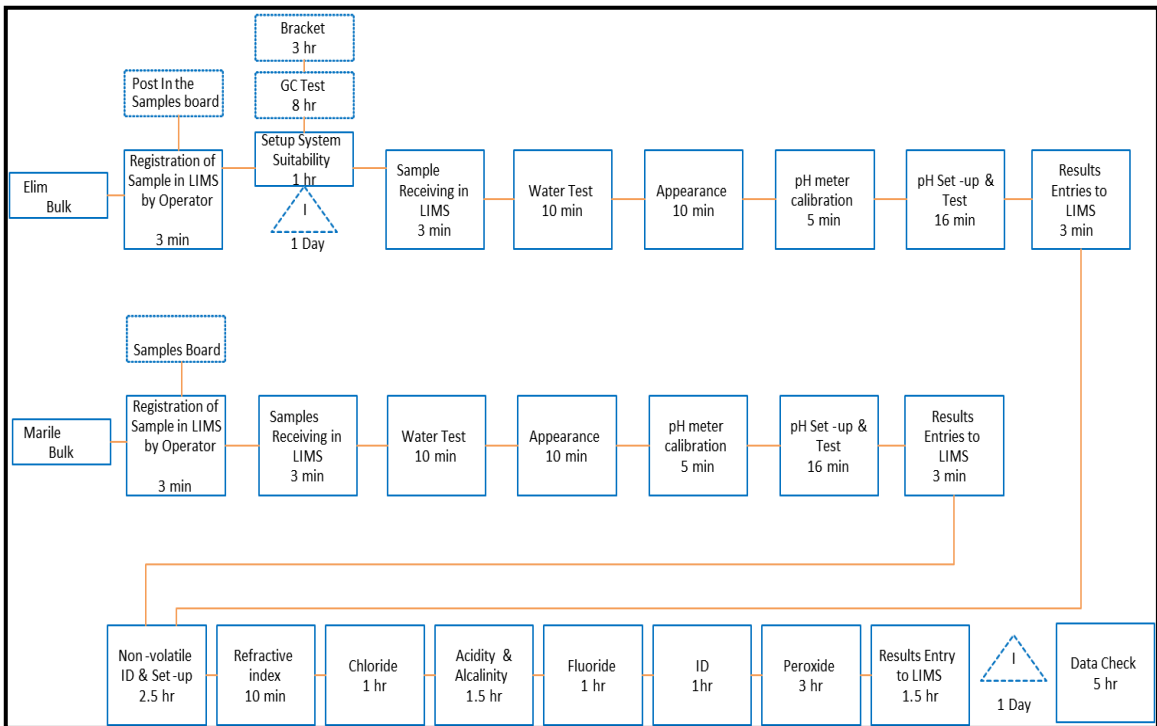 Bracket
3 hr
Post In the
Samples board
GC Test
8 hr
Elim
Bulk
Registration of
Sample in LIMS
by Operator
3 min
Setup System
Suitability
1 hr
I
1 Day
Sample
Receiving in
LIMS
3 min
Water Test
10 min
Appearance
10 min
pH meter
calibration
5 min
pH Set -up &
Test
16 min
Results
Entries to
LIMS
3 min
Samples Board
Marile
Bulk
Registration of
Sample in LIMS
by Operator
3 min
Samples
Receiving in
LIMS
3 min
Water Test
10 min
Appearance
10 min
pH meter
calibration
5 min
pH Set -up &
Test
16 min
Results
Entries to
LIMS
3 min
Non -volatile
ID & Set -up
2.5 hr
Refractive
index
10 min
Chloride
1 hr
Acidity &
Alcalinity
1.5 hr
Fluoride
1 hr
ID
1hr
Peroxide
3 hr
Results Entry
to LIMS
1.5 hr
I
1 Day
Data Check
5 hr